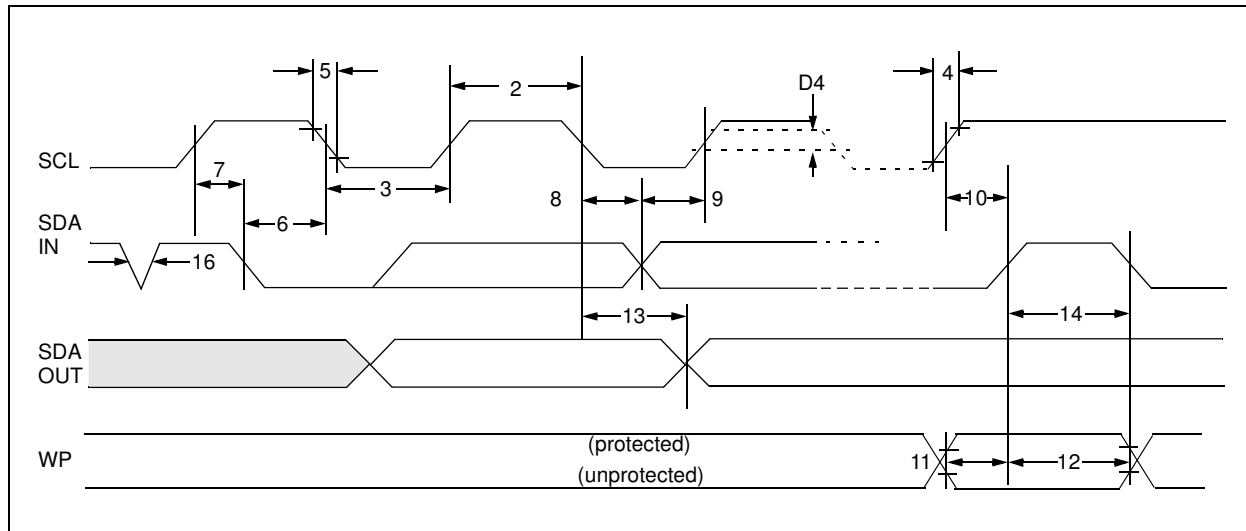 5
2
D4
4
SCL
7
3
8
9
10
SDA
IN
6
16
13
14
SDA
OUT
WP
(protected)
(unprotected)
11
12